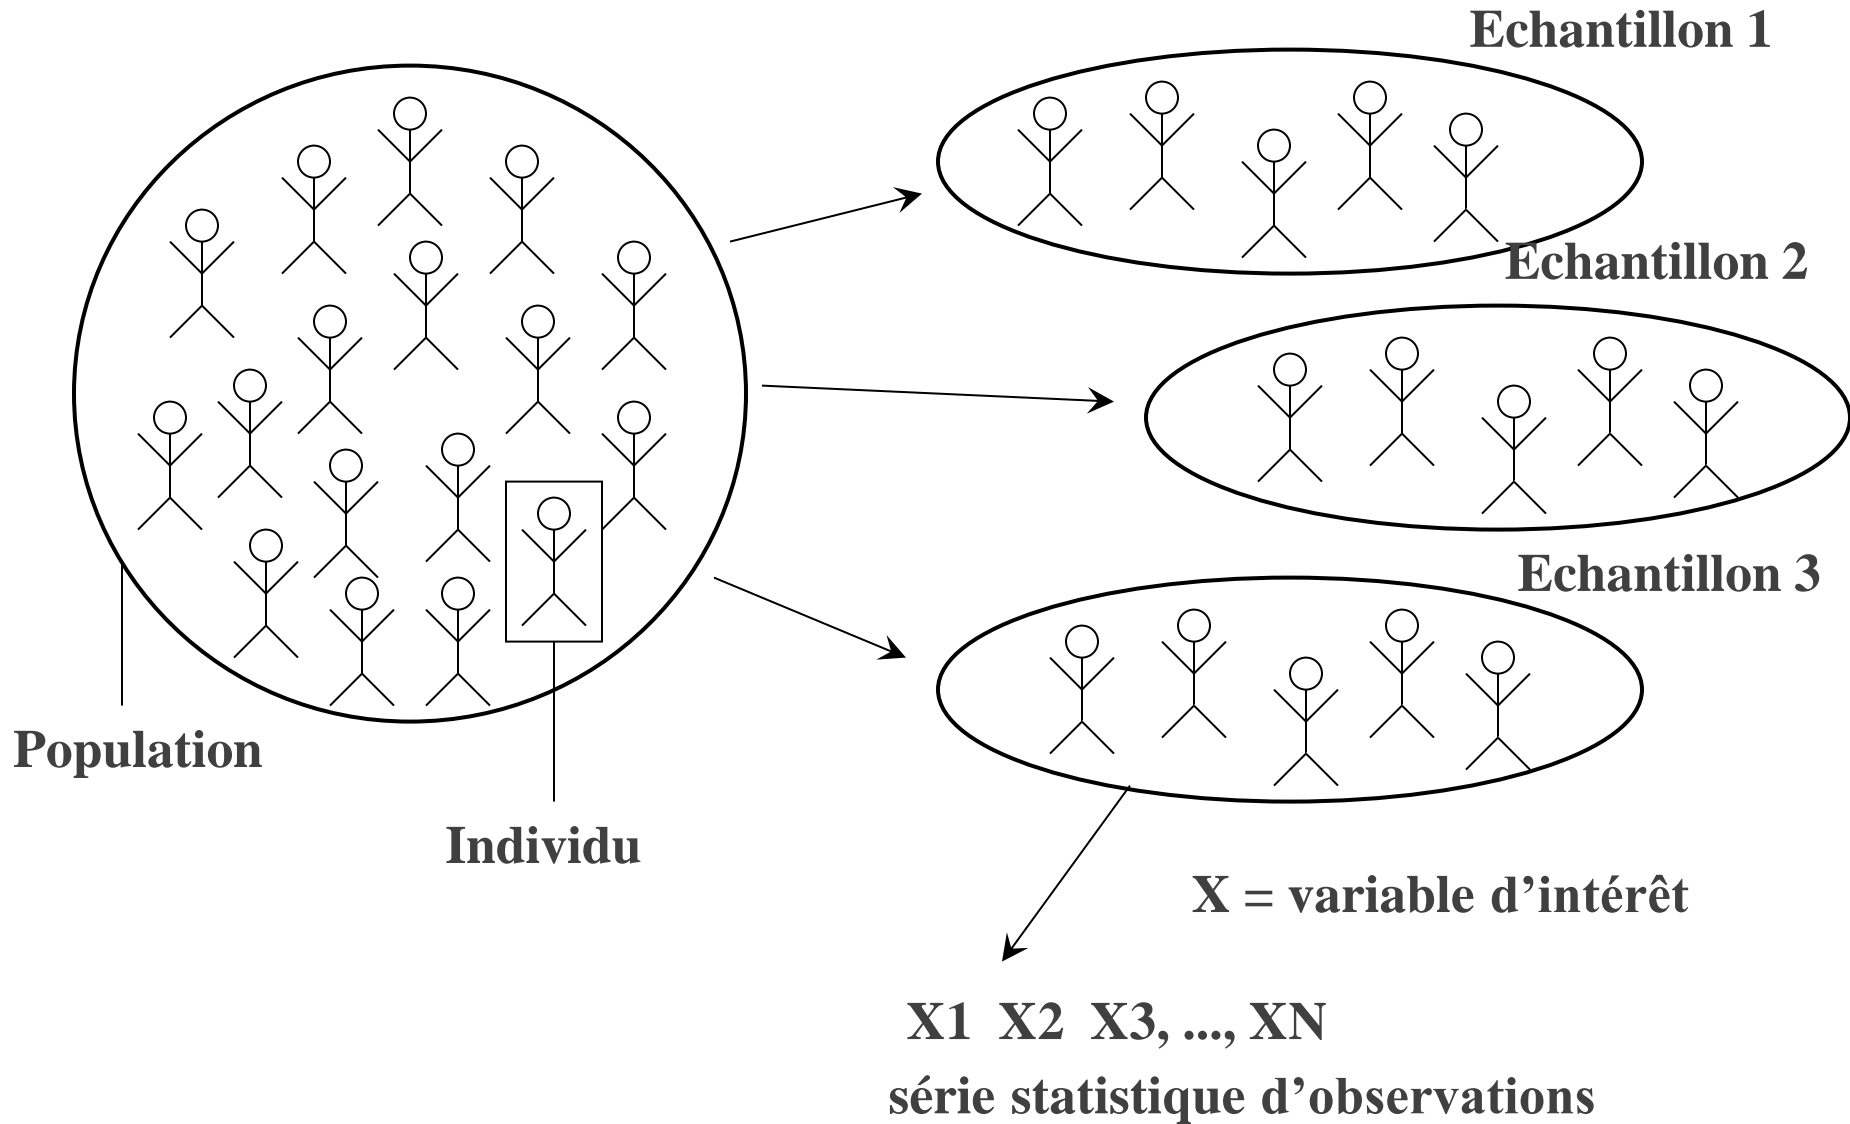 Echantillon 1
Echantillon 2
Echantillon 3
Population
Individu
X = variable d’intérêt
X1 X2 X3, ..., XN
série statistique d’observations